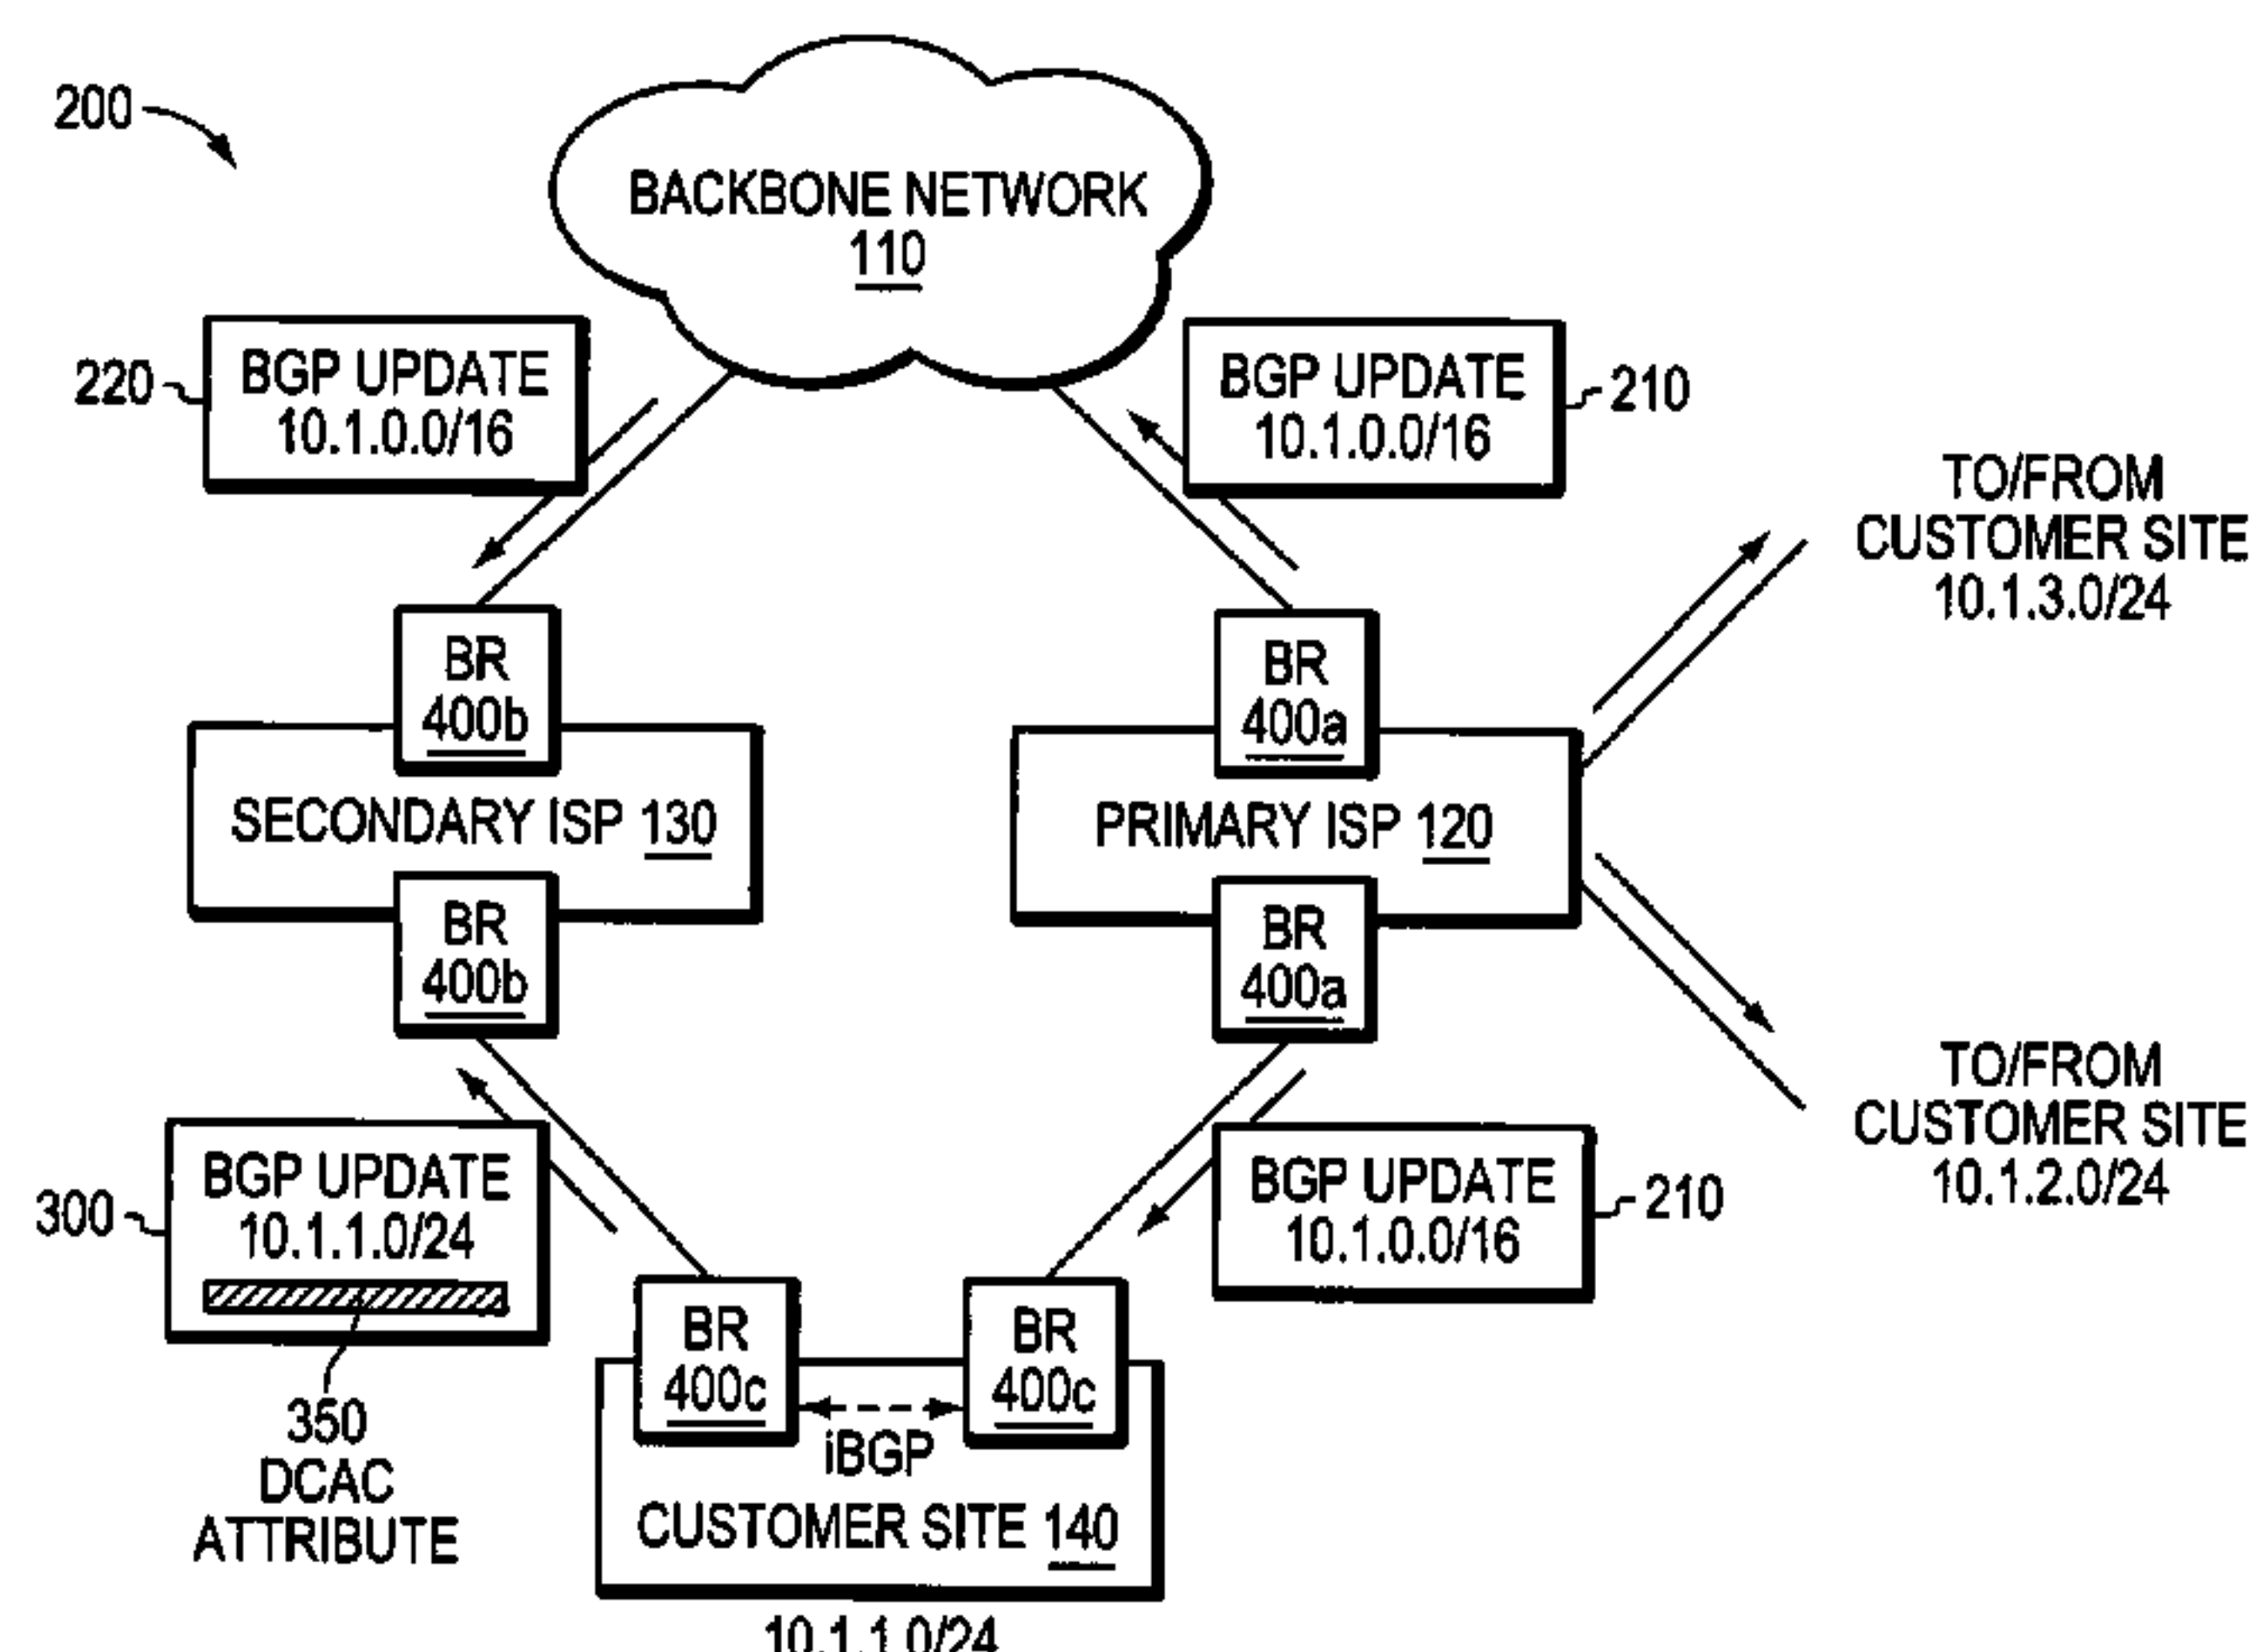 200
BACKBONE NETWORK
110
220
BGP UPDATE
10.1.0.0/16
BGP UPDATE
10.1.0.0/16
210
TO/FROM
CUSTOMER SITE
10.1.3.0/24
BR
400b
BR
400a
SECONDARY ISP 130
PRIMARY ISP 120
BR
400b
BR
400a
TO/FROM
CUSTOMER SITE
10.1.2.0/24
300
BGP UPDATE
10.1.1.0/24
BGP UPDATE
10.1.0.0/16
210
350
DCAC
ATTRIBUTE
BR
400c
BR
400c
iBGP
CUSTOMER SITE 140
10.1.1.0/24